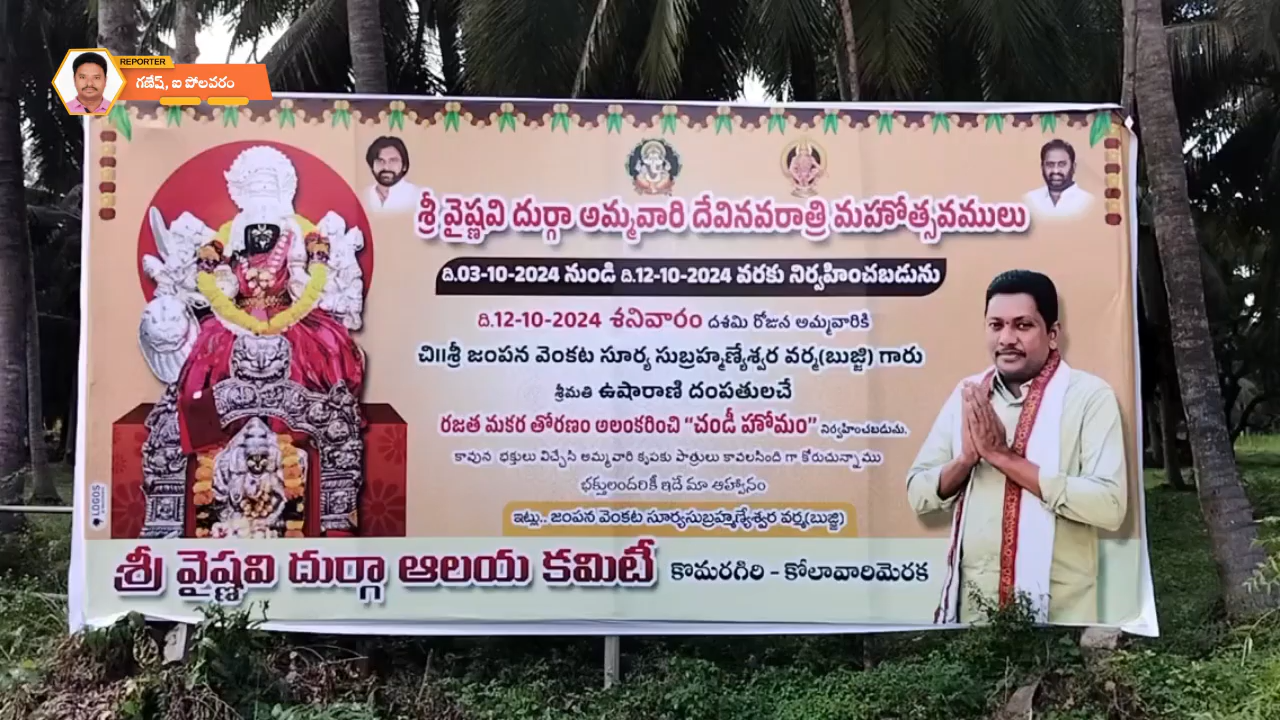 REPORTER
గణేష్, ఐ పోలవరం
శ్రీ వైష్ణవి దుర్గా అమ్మవారి దేవినవరాత్రి మహోత్సవములు
ది.03-10-2024 నుండి ది.12-10-2024 వరకు నిర్వహించబడును
ది.12-10-2024 శనివారం దశమి రోజున అమ్మవారికి
చి॥శ్రీ జంపన వెంకట సూర్య సుబ్రహ్మణ్యేశ్వర వర్మ(బుజ్జి) గారు
శ్రీమతి ఉషారాణి దంపతులచే
రజత మకర తోరణం అలంకరించి "చండీ హోమం" నిర్వహించబడును.
కావున భక్తులు విచ్చేసి అమ్మవారి కృపకు పాత్రులు కావలసింది గా కోరుచున్నాము
భక్తులందరికీ ఇదే మా ఆహ్వానం
ఇట్లు.. జంపన వెంకట సూర్యసుబ్రహ్మణ్యేశ్వర వర్మ(బుజ్జి)
LOGOS
శ్రీ వైష్ణవి దుర్గా ఆలయ కమిటీ కొమరగిరి - కోలావారిమెరక